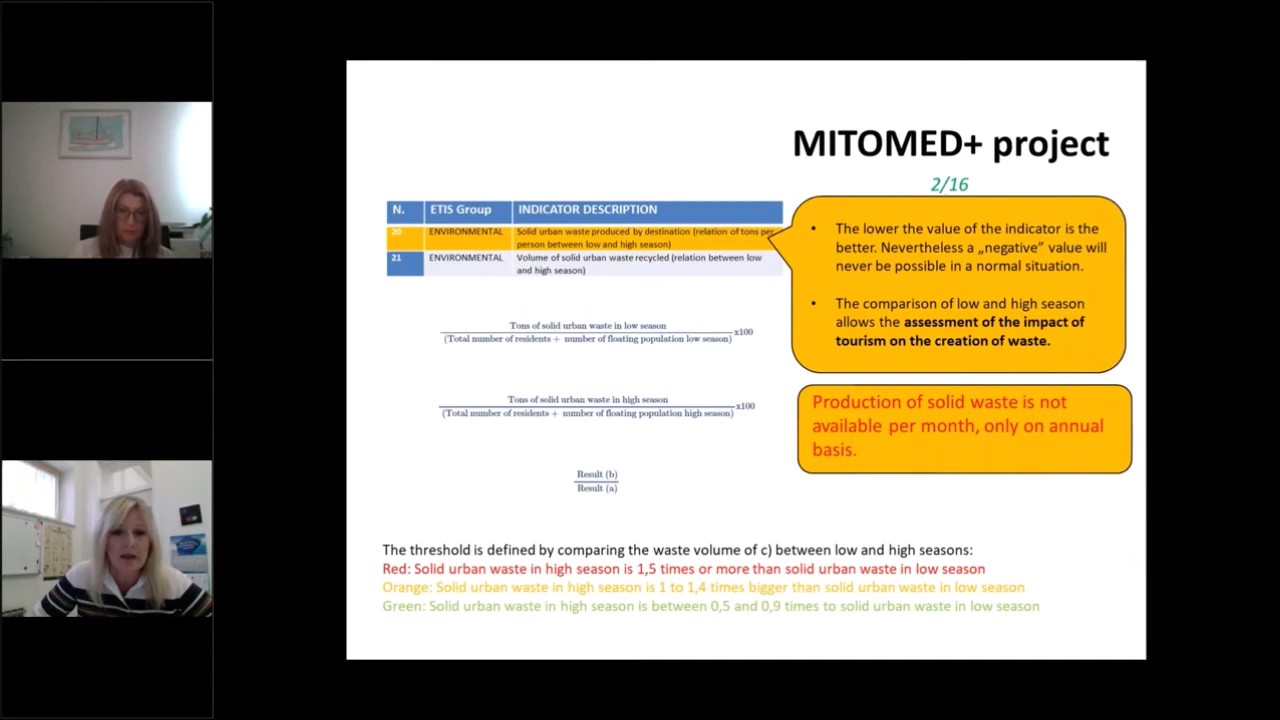 MITOMED+ project
2/16
N. ETIS Group INDICATOR DESCRIPTION
20 ENVIRONMENTAL Solid urban waste produced by destination (relation of tons per
person between low and high season)
21 ENVIRONMENTAL Volume of solid urban waste recycled (relation between low
and high season)
• The lower the value of the indicator is the
better. Nevertheless a „negative” value will
never be possible in a normal situation.
• The comparison of low and high season
allows the assessment of the impact of
tourism on the creation of waste.
Tons of solid urban waste in low season
(Total number of residents + number of floating population low season) x100
Tons of solid urban waste in high season
(Total number of residents + number of floating population high season) x100
Result (b)
Result (a)
Production of solid waste is not
available per month, only on annual
basis.
The threshold is defined by comparing the waste volume of c) between low and high seasons:
Red: Solid urban waste in high season is 1,5 times or more than solid urban waste in low season
Orange: Solid urban waste in high season is 1 to 1,4 times bigger than solid urban waste in low season
Green: Solid urban waste in high season is between 0,5 and 0,9 times to solid urban waste in low season